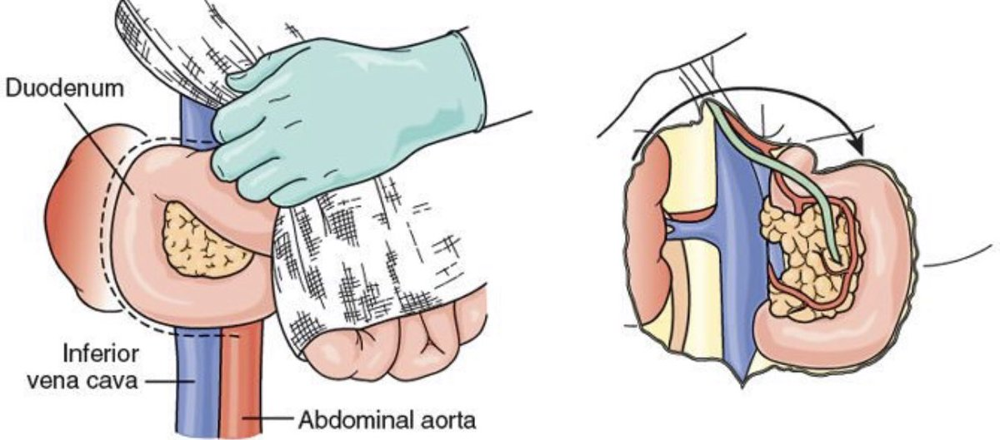 Duodenum
Inferior
vena cava
Abdominal aorta